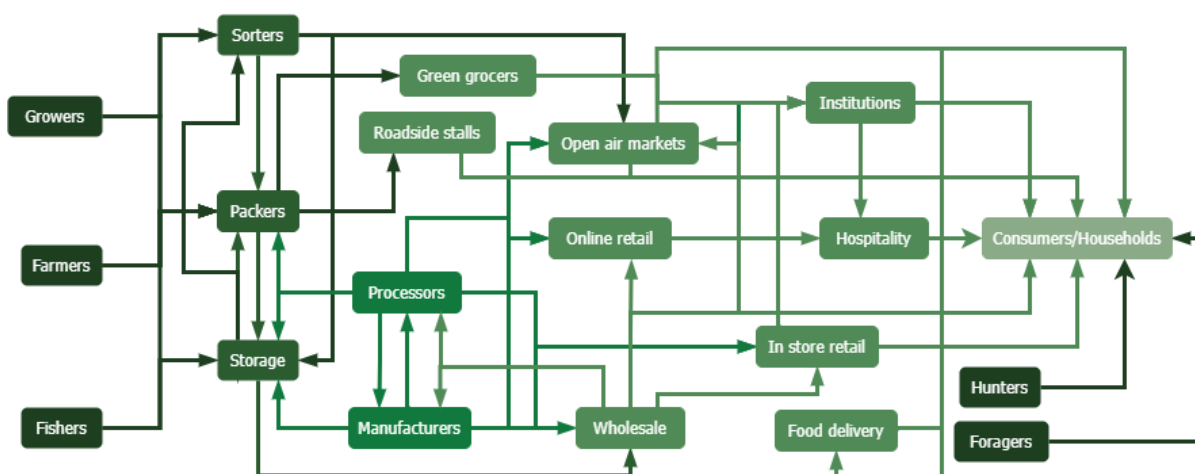 Sorters
Green grocers
Growers
Institutions
Roadside stalls
Open air markets
Packers
Online retail
Hospitality
Consumers/Households
Farmers
Processors
Storage
In store retail
Hunters
Fishers
Manufacturers
Wholesale
Food delivery
Foragers